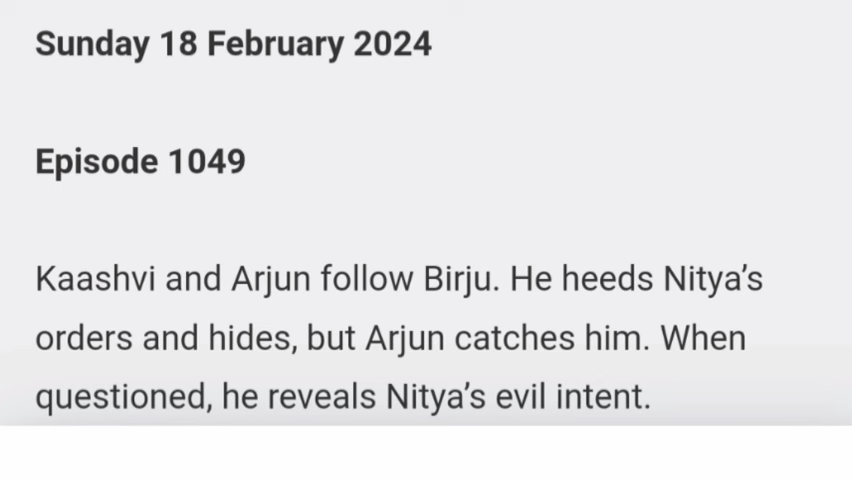 Sunday 18 February 2024
Episode 1049
Kaashvi and Arjun follow Birju. He heeds Nitya’s
orders and hides, but Arjun catches him. When
questioned, he reveals Nitya’s evil intent.